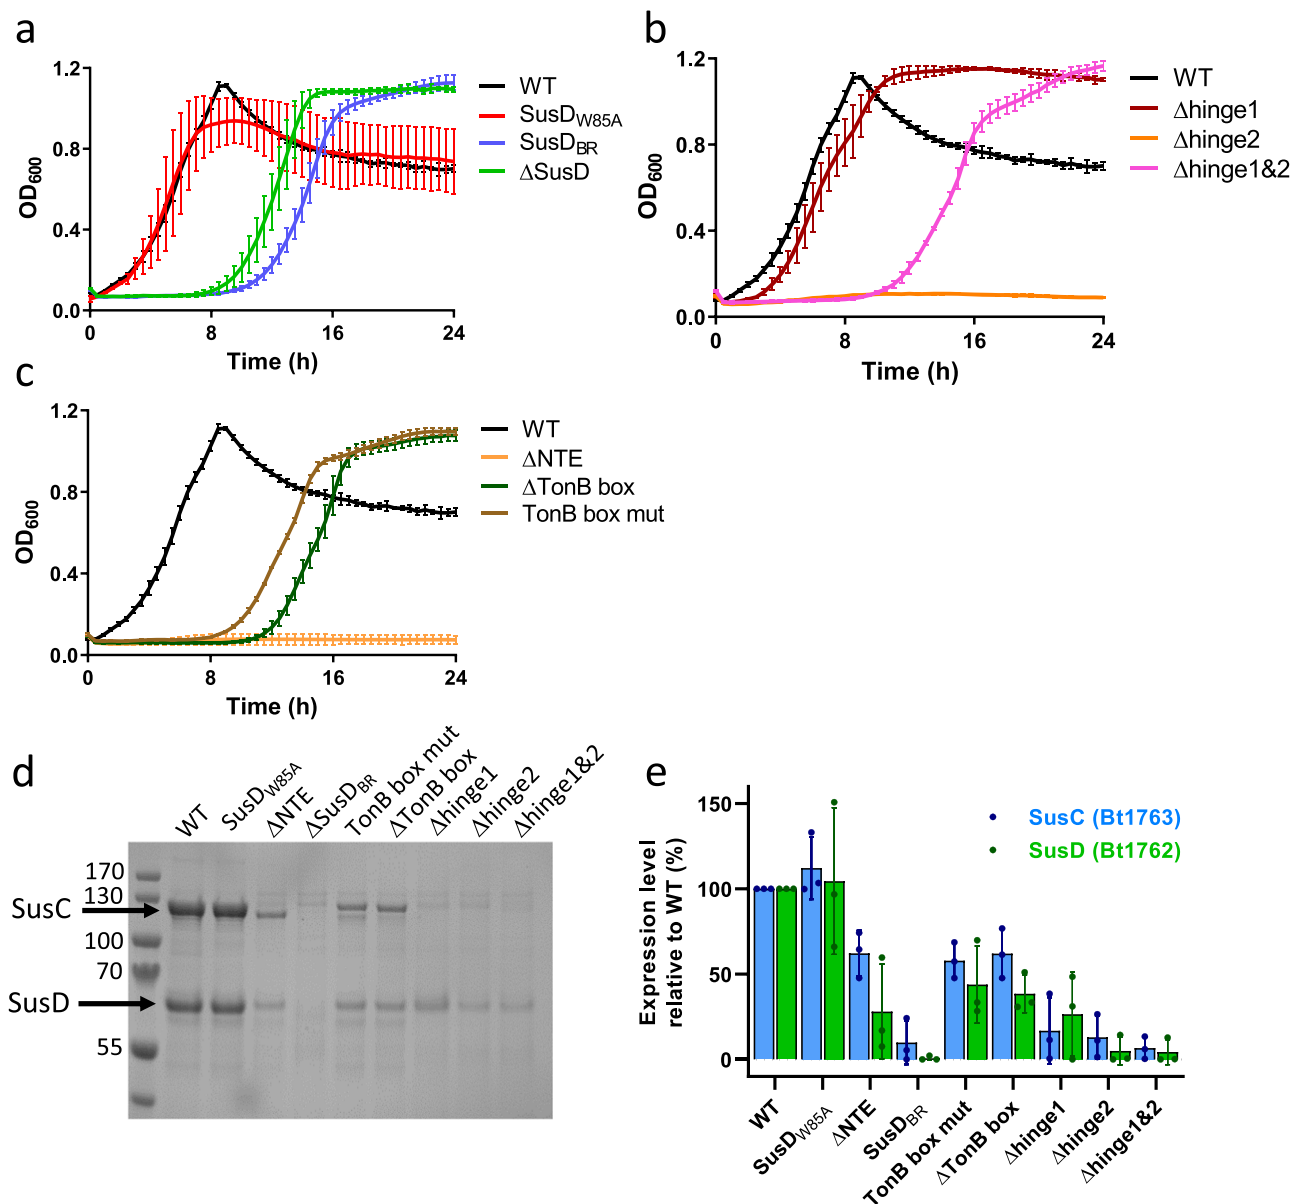 a
1.2
0.8
0.4
0.0
OD600
0 8 16 24
Time (h)
WT
SusDW85A
SusDBR
ΔSusD
b
1.2
0.8
0.4
0.0
OD600
0 8 16 24
Time (h)
WT
Δhinge1
Δhinge2
Δhinge1&2
c
1.2
0.8
0.4
0.0
OD600
0 8 16 24
Time (h)
WT
ΔNTE
ΔTonB box
TonB box mut
d
WT
SusDW85A
ΔNTE
ΔSusDBR
TonB box mut
ΔTonB box
Δhinge1
Δhinge2
Δhinge1&2
170
130
100
70
55
SusC
SusD
e
150
100
50
0
Expression level
relative to WT (%)
SusC (Bt1763)
SusD (Bt1762)
WT
SusDW85A
ΔNTE
SusDBR
TonB box mut
ΔTonB box
Δhinge1
Δhinge2
Δhinge1&2